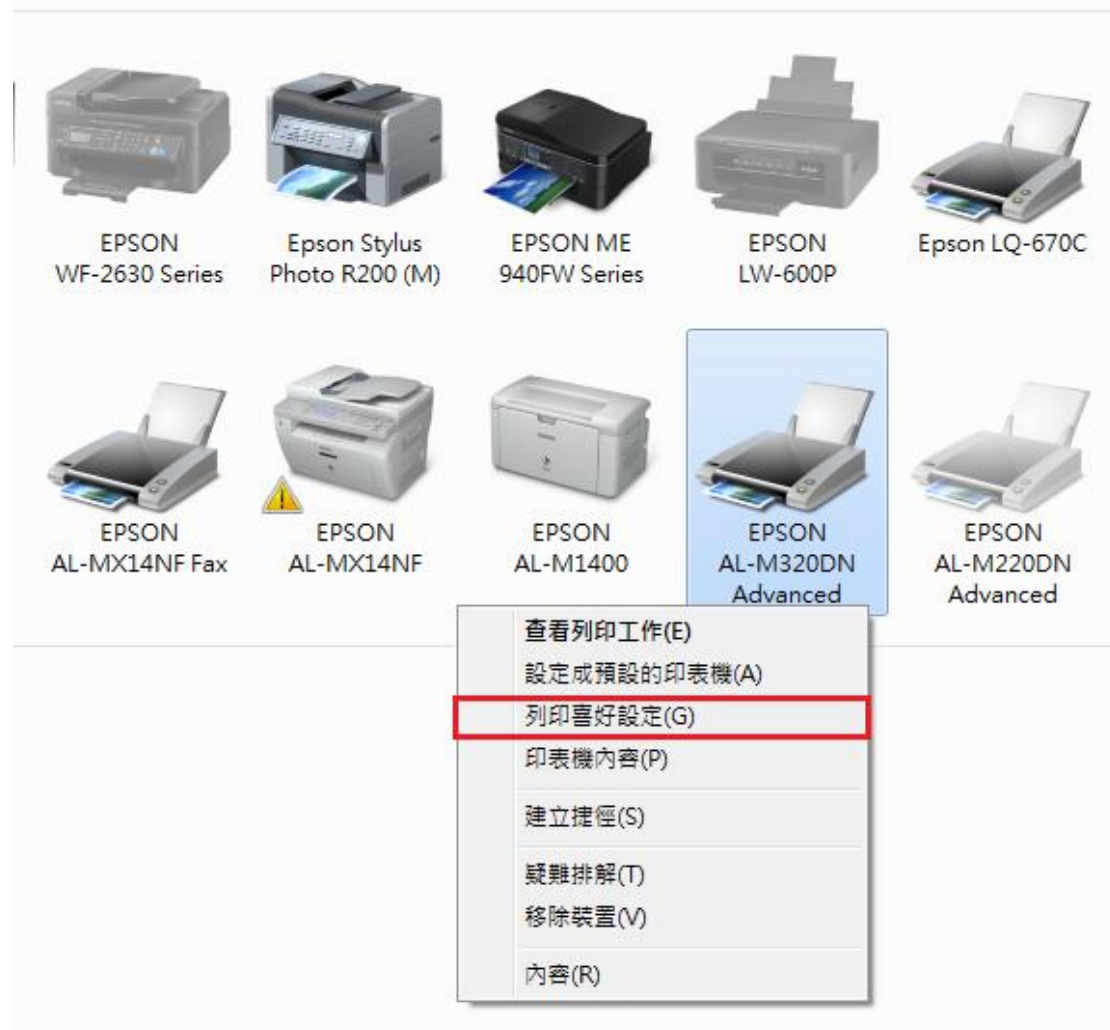 EPSON
WF-2630 Series
Epson Stylus
Photo R200 (M)
EPSON ME
940FW Series
EPSON
LW-600P
Epson LQ-670C
EPSON
AL-MX14NF Fax
EPSON
AL-MX14NF
EPSON
AL-M1400
EPSON
AL-M320DN
Advanced
EPSON
AL-M220DN
Advanced
查看列印工作(E)
設定成預設的印表機(A)
列印喜好設定(G)
印表機內容(P)
建立捷徑(S)
疑難排解(T)
移除裝置(V)
內容(R)